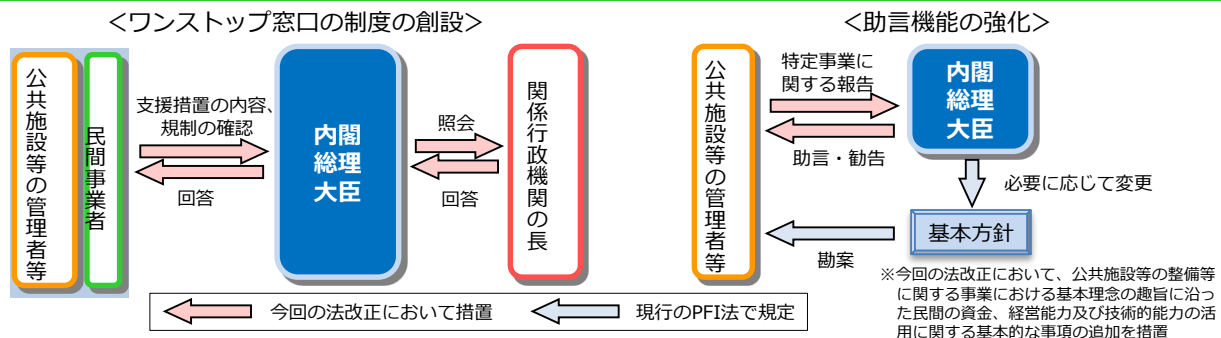 ＜ワンストップ窓口の制度の創設＞
公共施設等の管理者等
民間事業者
支援措置の内容、
規制の確認
回答
内閣
総理
大臣
照会
回答
関係行政機関の長
＜助言機能の強化＞
公共施設等の管理者等
特定事業に
関する報告
助言・勧告
内閣
総理
大臣
必要に応じて変更
基本方針
勘案
※今回の法改正において、公共施設等の整備等
に関する事業における基本理念の趣旨に沿っ
た民間の資金、経営能力及び技術的能力の活
用に関する基本的な事項の追加を措置
今回の法改正において措置
現行のPFI法で規定